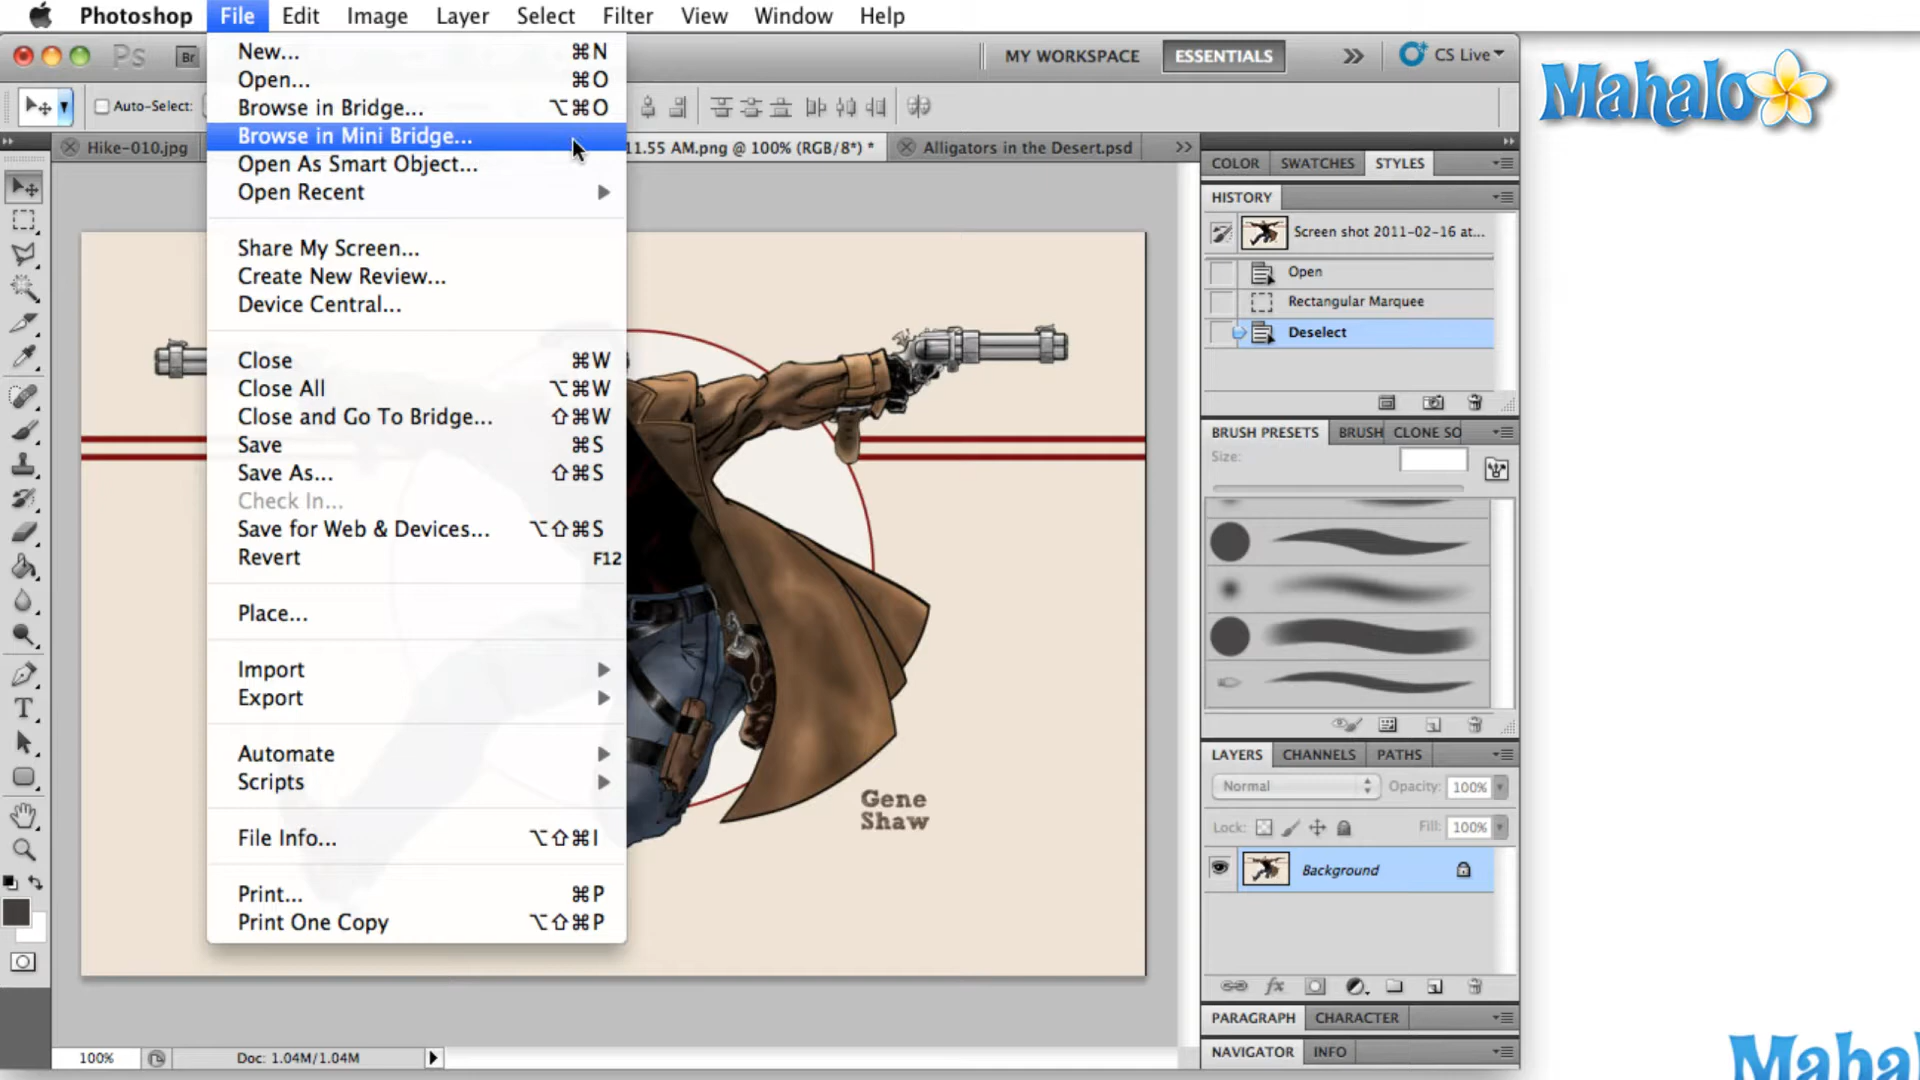 Photoshop File Edit Image Layer Select Filter View Window Help
Ps Br MY WORKSPACE ESSENTIALS CS Live
Auto-Select:
Hike-010.jpg 11.55 AM.png @ 100% (RGB/8*) * Alligators in the Desert.psd
New... ⌘N
Open... ⌘O
Browse in Bridge... ⌥⌘O
Browse in Mini Bridge...
Open As Smart Object...
Open Recent
Share My Screen...
Create New Review...
Device Central...
Close ⌘W
Close All ⌥⌘W
Close and Go To Bridge... ⇧⌘W
Save ⌘S
Save As... ⇧⌘S
Check In...
Save for Web & Devices... ⌥⇧⌘S
Revert F12
Place...
Import
Export
Automate
Scripts
File Info... ⌥⇧⌘I
Print... ⌘P
Print One Copy ⌥⇧⌘P
Gene
Shaw
COLOR SWATCHES STYLES
HISTORY
Screen shot 2011-02-16 at...
Open
Rectangular Marquee
Deselect
BRUSH PRESETS BRUSH CLONE SO
Size:
LAYERS CHANNELS PATHS
Normal Opacity: 100%
Lock: Fill: 100%
Background
fx
PARAGRAPH CHARACTER
NAVIGATOR INFO
100% Doc: 1.04M/1.04M
Mahalo
Mahal